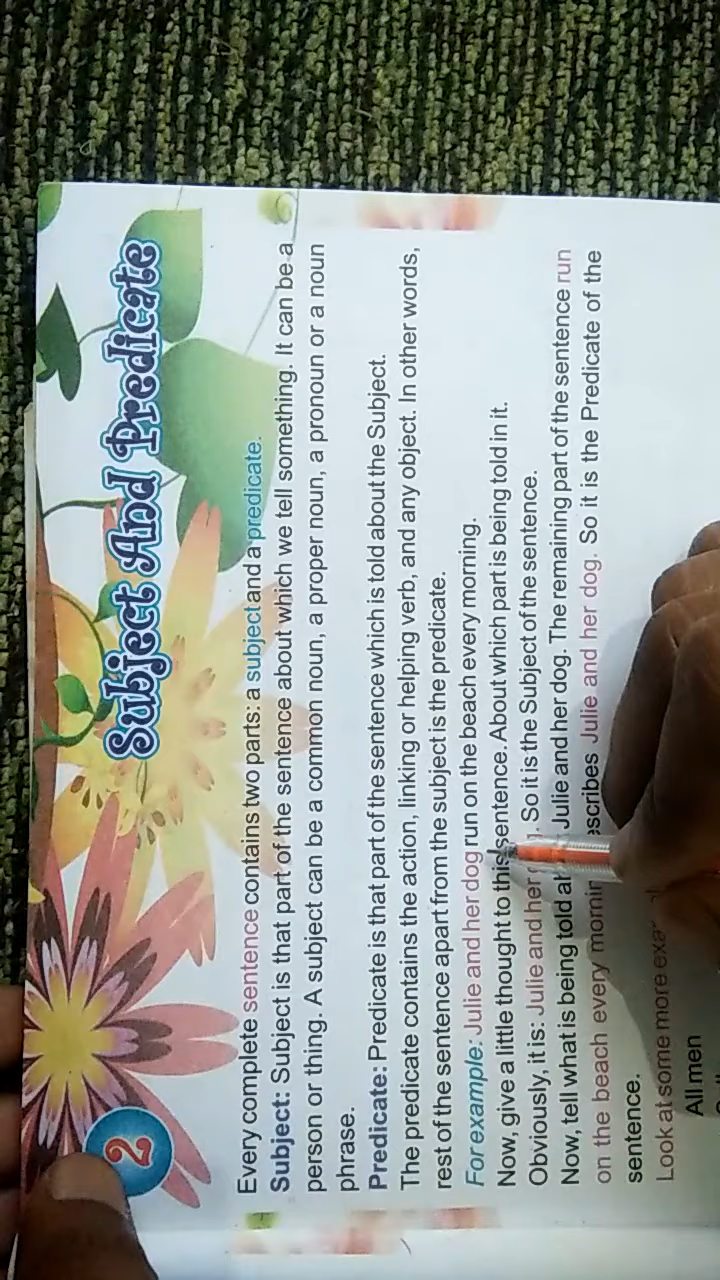 2
Subject And Predicate
Every complete sentence contains two parts: a subject and a predicate.
Subject: Subject is that part of the sentence about which we tell something. It can be a
person or thing. A subject can be a common noun, a proper noun, a pronoun or a noun
phrase.
Predicate: Predicate is that part of the sentence which is told about the Subject.
The predicate contains the action, linking or helping verb, and any object. In other words,
rest of the sentence apart from the subject is the predicate.
For example: Julie and her dog run on the beach every morning.
Now, give a little thought to this sentence. About which part is being told in it.
Obviously, it is: Julie and her So it is the Subject of the sentence.
Now, tell what is being told Julie and her dog. The remaining part of the sentence run
on the beach every Julie and her dog. So it is the Predicate of the
sentence.
Look at some more
All men